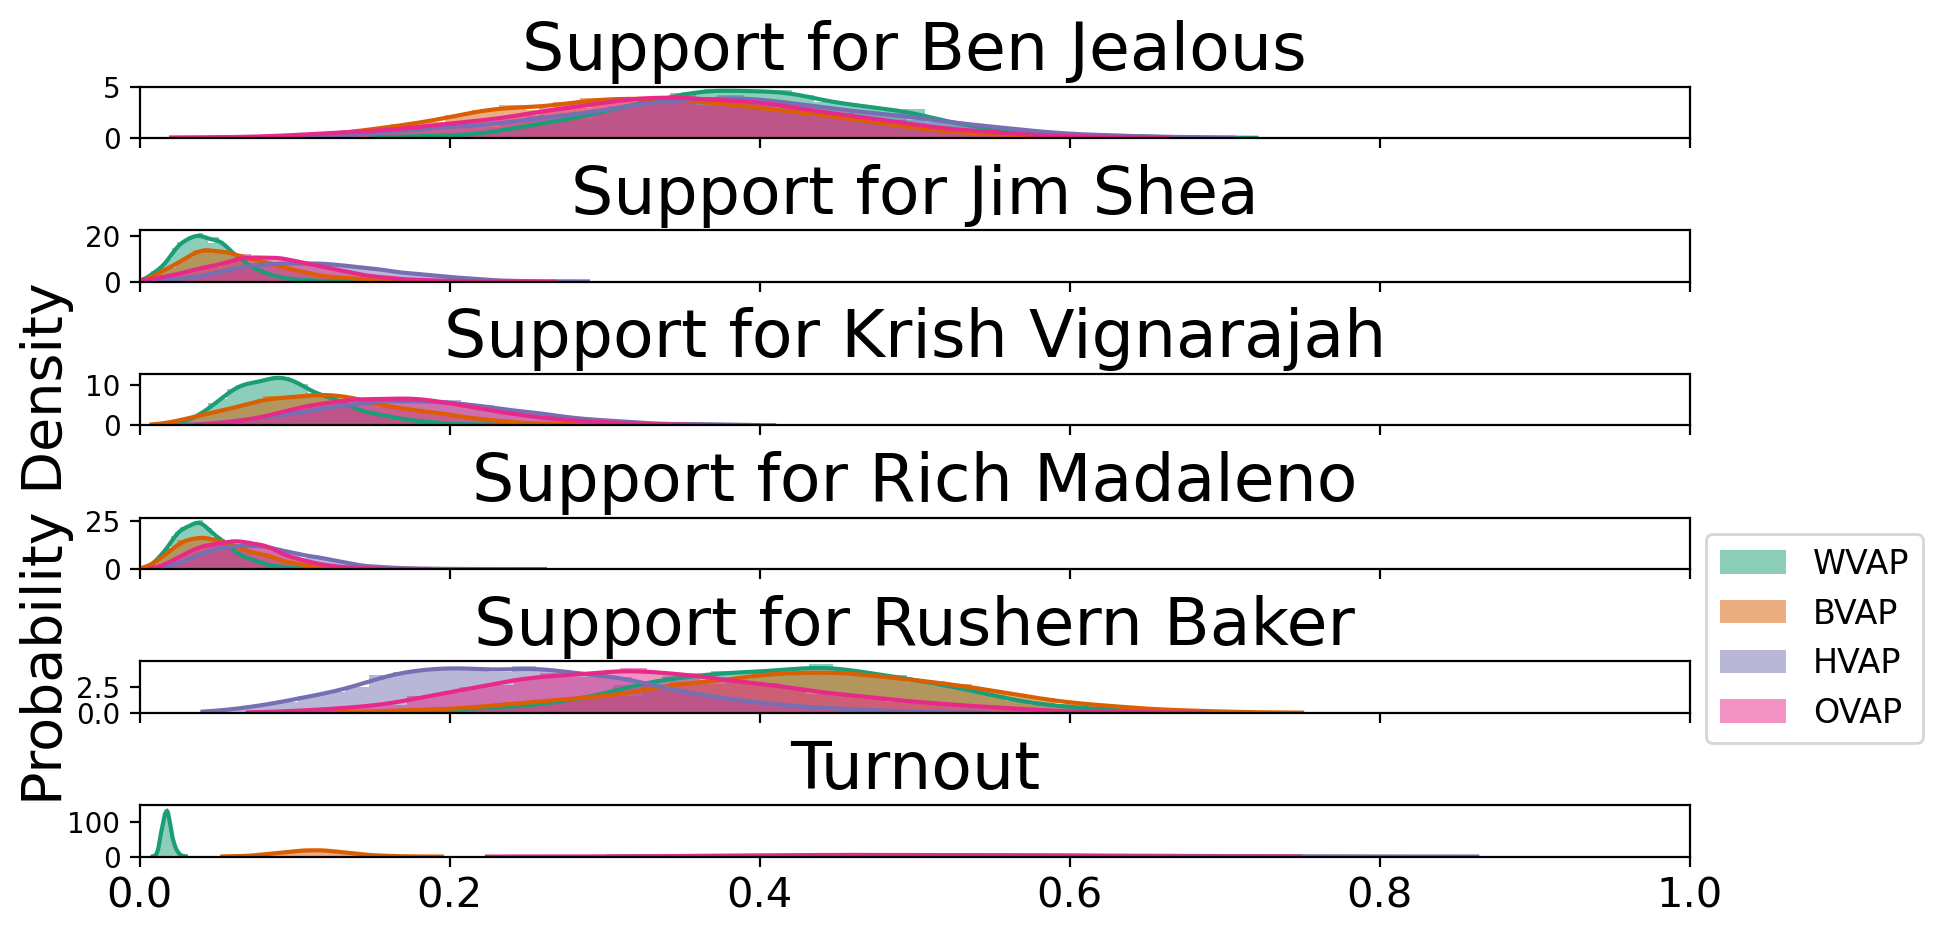 Support for Ben Jealous
5
0
Support for Jim Shea
20
0
Support for Krish Vignarajah
10
0
Support for Rich Madaleno
25
0
Support for Rushern Baker
2.5
0.0
Turnout
100
0
0.0 0.2 0.4 0.6 0.8 1.0
Probability Density
WVAP
BVAP
HVAP
OVAP